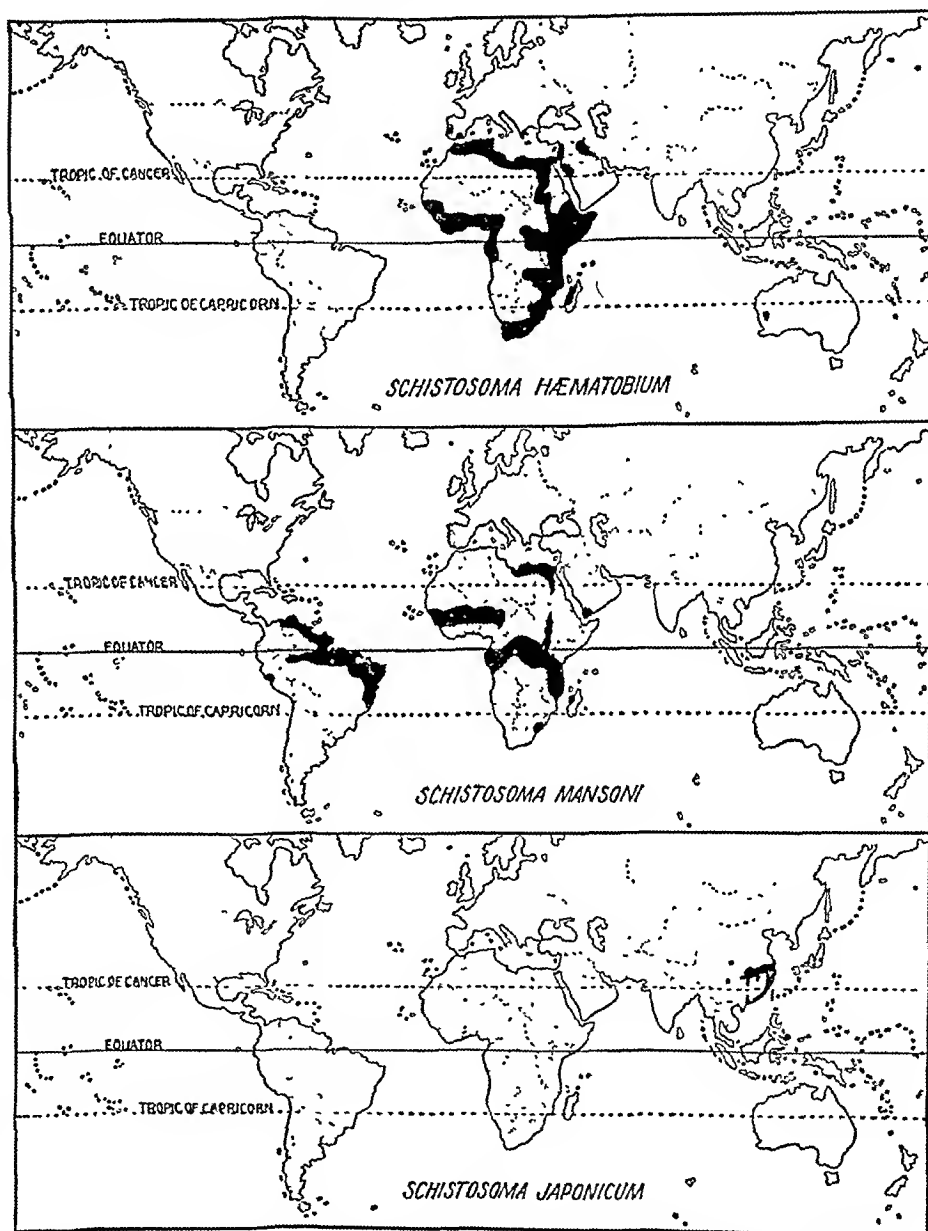 TROPIC OF CANCER
EQUATOR
TROPIC OF CAPRICORN
SCHISTOSOMA HÆMATOBIUM
TROPIC OF CANCER
EQUATOR
TROPIC OF CAPRICORN
SCHISTOSOMA MANSONI
TROPIC OF CANCER
EQUATOR
TROPIC OF CAPRICORN
SCHISTOSOMA JAPONICUM